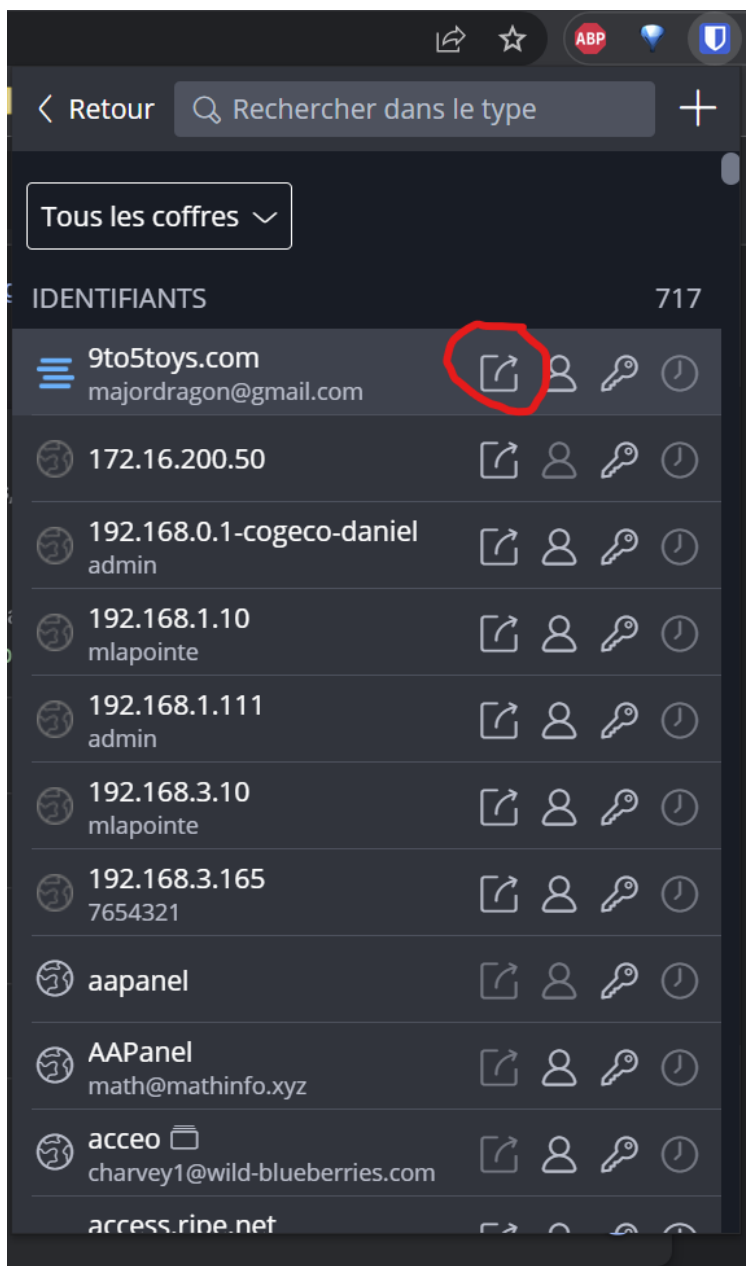 ABP
Retour
Rechercher dans le type
Tous les coffres
IDENTIFIANTS
717
9to5toys.com
majordragon@gmail.com
172.16.200.50
192.168.0.1-cogeco-daniel
admin
192.168.1.10
mlapointe
192.168.1.111
admin
192.168.3.10
mlapointe
192.168.3.165
7654321
aapanel
AAPanel
math@mathinfo.xyz
acceo
charvey1@wild-blueberries.com
access.ripe.net